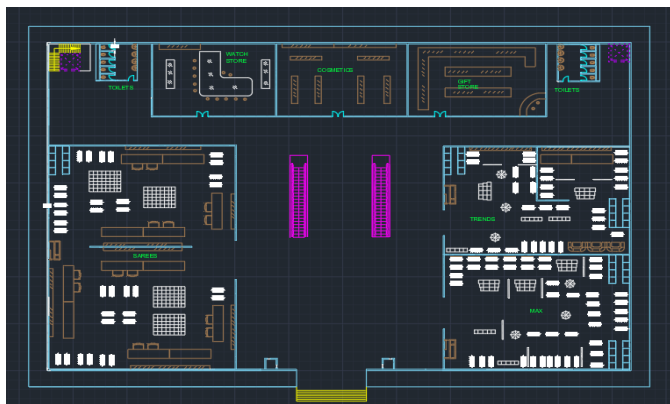 WATCH
STORE
COSMETICS
GIFT
STORE
TOILETS
TOILETS
TRENDS
SAREES
MAX